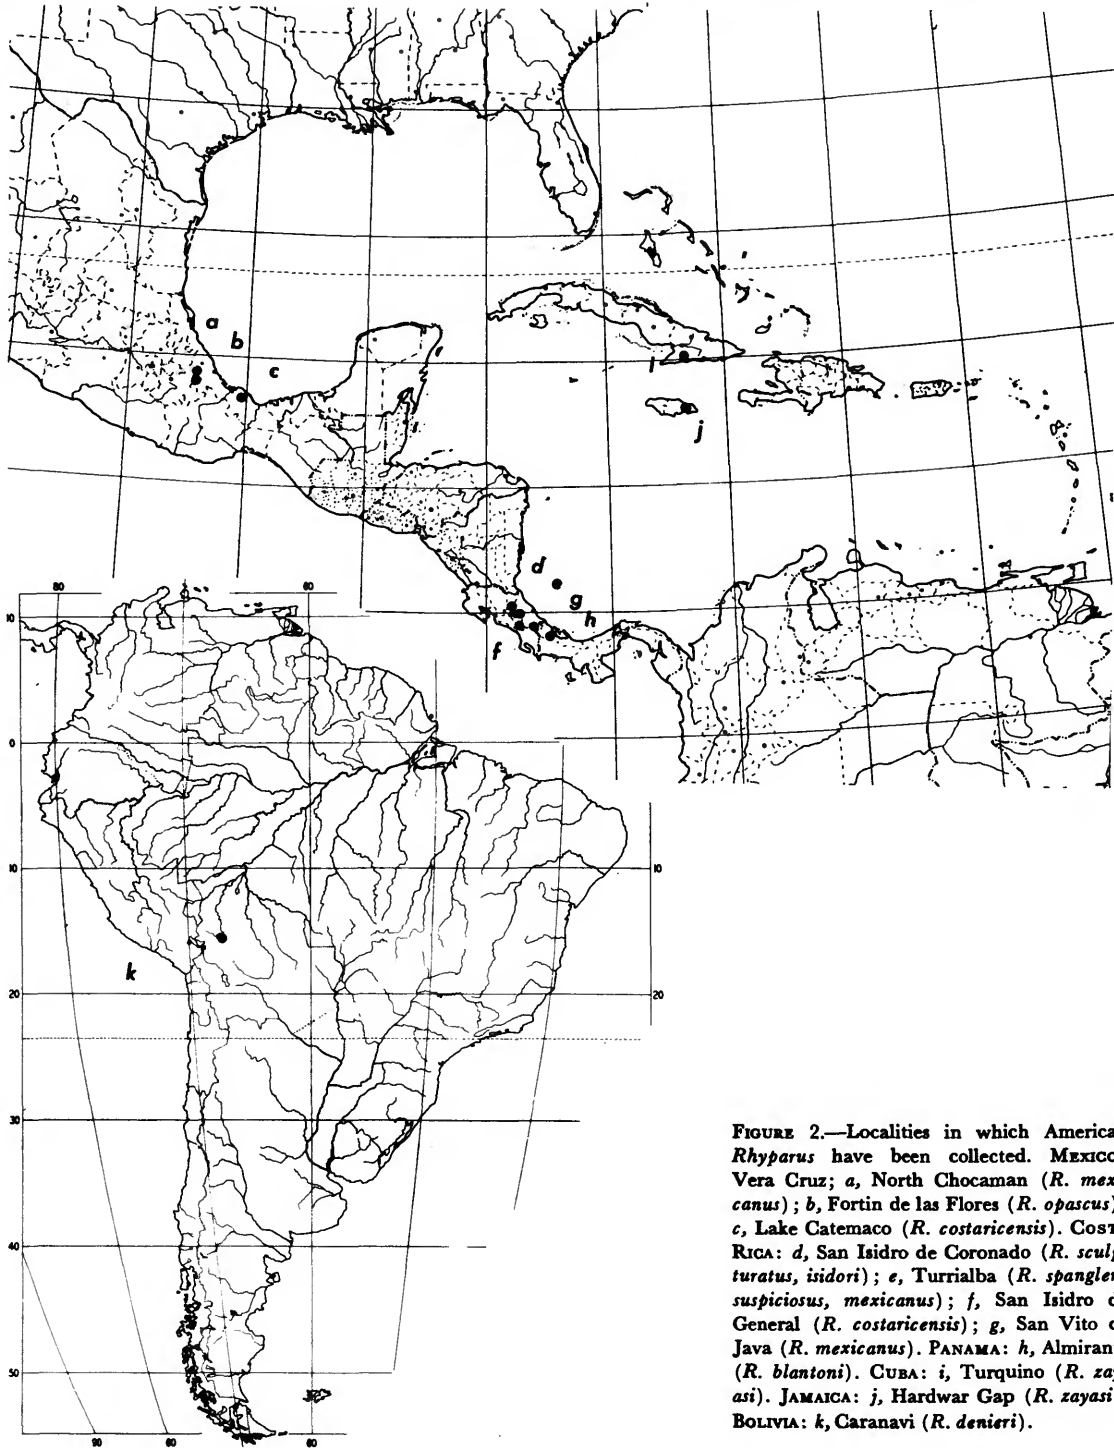 a
b
c
i
j
d
g
h
f
80
60
10
0
10
10
k
20
20
30
40
50
90
80
60
FIGURE 2.—Localities in which America
Rhyparus have been collected. MEXICO
Vera Cruz; a, North Chocaman (R. mex
canus); b, Fortin de las Flores (R. opascus)
c, Lake Catemaco (R. costaricensis). COST
RICA: d, San Isidro de Coronado (R. sculp
turatus, isidori); e, Turrialba (R. spangler
suspiciosus, mexicanus); f, San Isidro d
General (R. costaricensis); g, San Vito d
Java (R. mexicanus). PANAMA: h, Almiran
(R. blantoni). CUBA: i, Turquino (R. za
asi). JAMAICA: j, Hardwar Gap (R. zayasi
BOLIVIA: k, Caranavi (R. denieri).